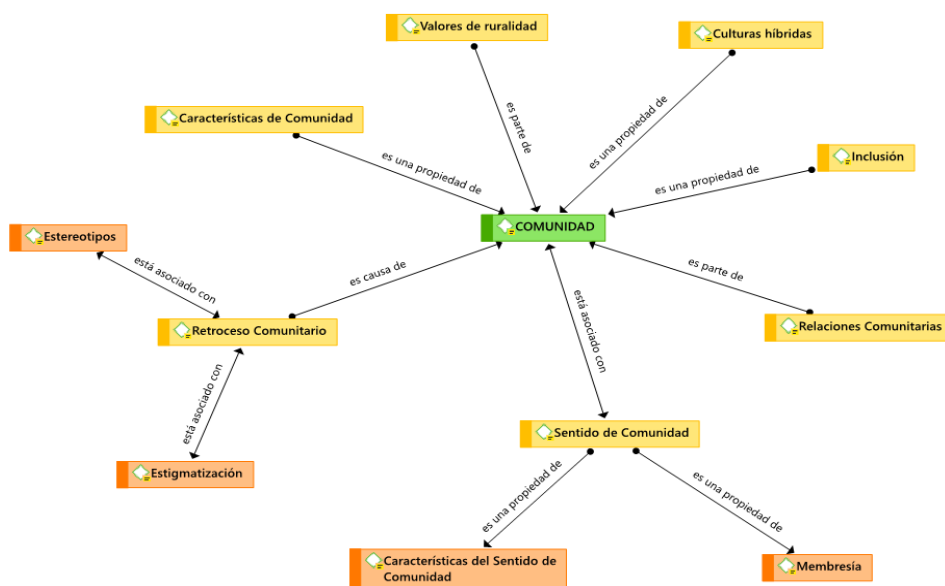 Valores de ruralidad
Culturas híbridas
es parte de
es una propiedad de
Características de Comunidad
es una propiedad de
Inclusión
es una propiedad de
COMUNIDAD
Estereotipos
está asociado con
es causa de
es parte de
Retroceso Comunitario
Relaciones Comunitarias
está asociado con
está asociado con
Sentido de Comunidad
Estigmatización
es una propiedad de
es una propiedad de
Características del Sentido de
Comunidad
Membresía